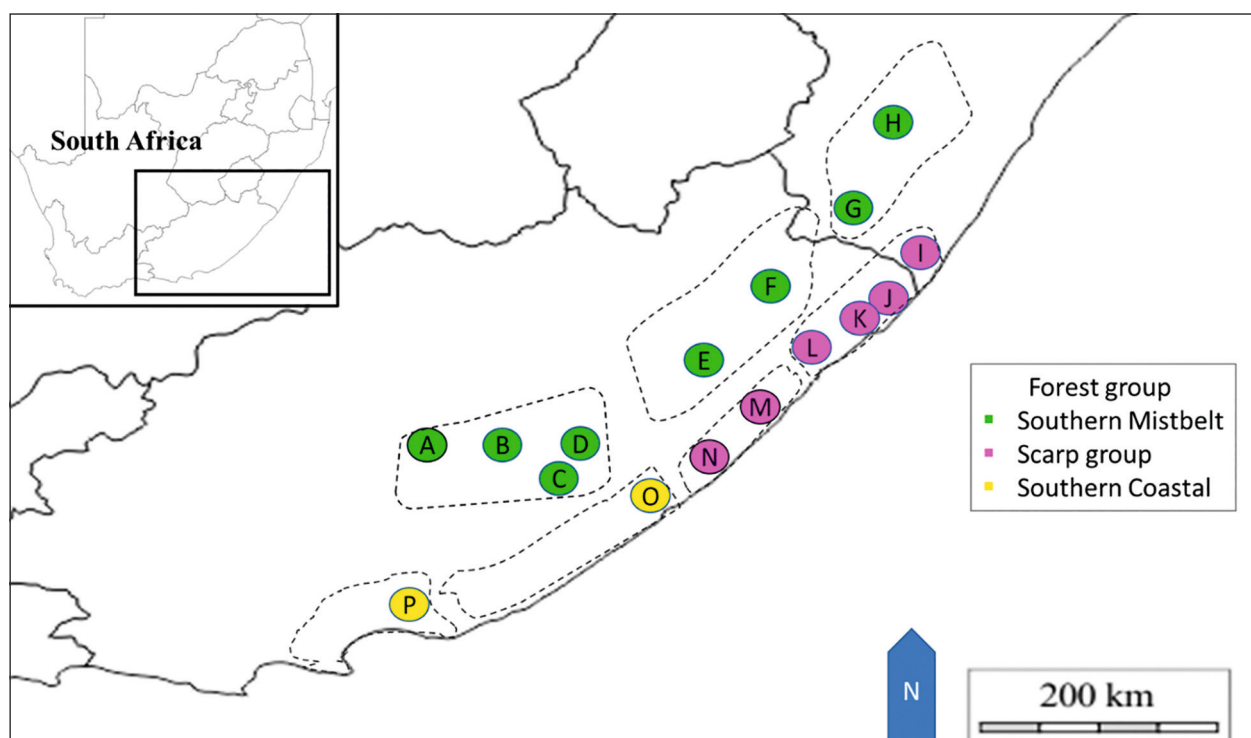 South Africa
H
G
I
F
J
K
L
E
M
A
B
D
N
C
O
P
Forest group
Southern Mistbelt
Scarp group
Southern Coastal
N
200 km